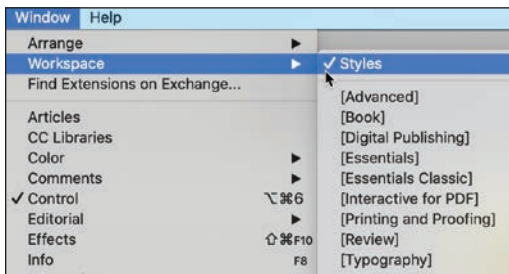 Window Help
Arrange
Workspace
Find Extensions on Exchange...
Articles
CC Libraries
Color
Comments
✓ Control ⌥⌘6
Editorial
Effects ⇧⌘F10
Info F8
✓ Styles
[Advanced]
[Book]
[Digital Publishing]
[Essentials]
[Essentials Classic]
[Interactive for PDF]
[Printing and Proofing]
[Review]
[Typography]